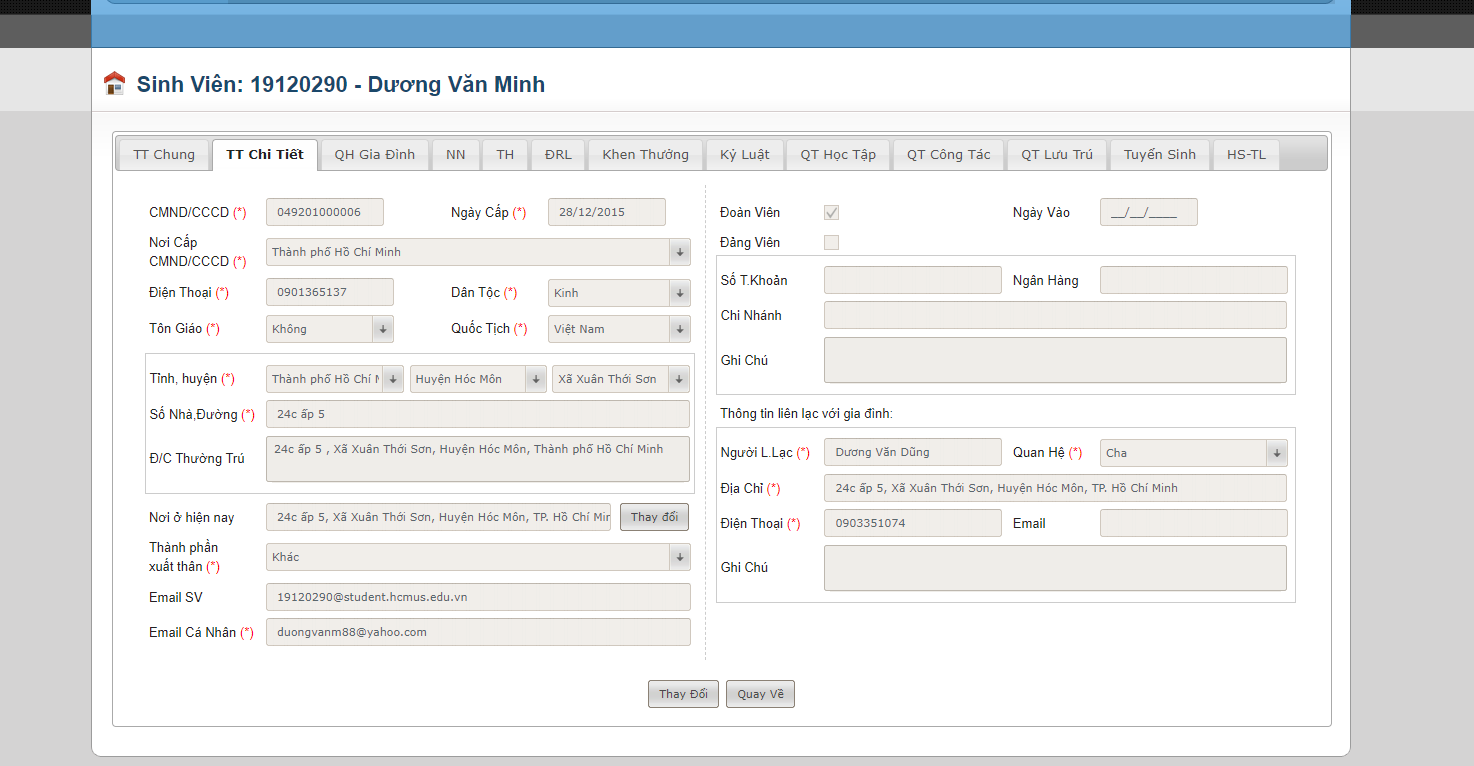 Sinh Viên: 19120290 - Dương Văn Minh
TT Chung TT Chi Tiết QH Gia Đình NN TH ĐRL Khen Thưởng Kỷ Luật QT Học Tập QT Công Tác QT Lưu Trú Tuyển Sinh HS-TL
CMND/CCCD (*) 049201000006 Ngày Cấp (*) 28/12/2015
Nơi Cấp
CMND/CCCD (*) Thành phố Hồ Chí Minh
Điện Thoại (*) 0901365137 Dân Tộc (*) Kinh
Tôn Giáo (*) Không Quốc Tịch (*) Việt Nam
Tỉnh, huyện (*) Thành phố Hồ Chí Huyện Hóc Môn Xã Xuân Thới Sơn
Số Nhà,Đường (*) 24c ấp 5
Đ/C Thường Trú 24c ấp 5 , Xã Xuân Thới Sơn, Huyện Hóc Môn, Thành phố Hồ Chí Minh
Nơi ở hiện nay 24c ấp 5, Xã Xuân Thới Sơn, Huyện Hóc Môn, TP. Hồ Chí Thay đổi
Thành phần
xuất thân (*) Khác
Email SV 19120290@student.hcmus.edu.vn
Email Cá Nhân (*) duongvanm88@yahoo.com
Đoàn Viên Ngày Vào __/__/____
Đảng Viên
Số T.Khoản Ngân Hàng
Chi Nhánh
Ghi Chú
Thông tin liên lạc với gia đình:
Người L.Lạc (*) Dương Văn Dũng Quan Hệ (*) Cha
Địa Chỉ (*) 24c ấp 5, Xã Xuân Thới Sơn, Huyện Hóc Môn, TP. Hồ Chí Minh
Điện Thoại (*) 0903351074 Email
Ghi Chú
Thay Đổi Quay Về